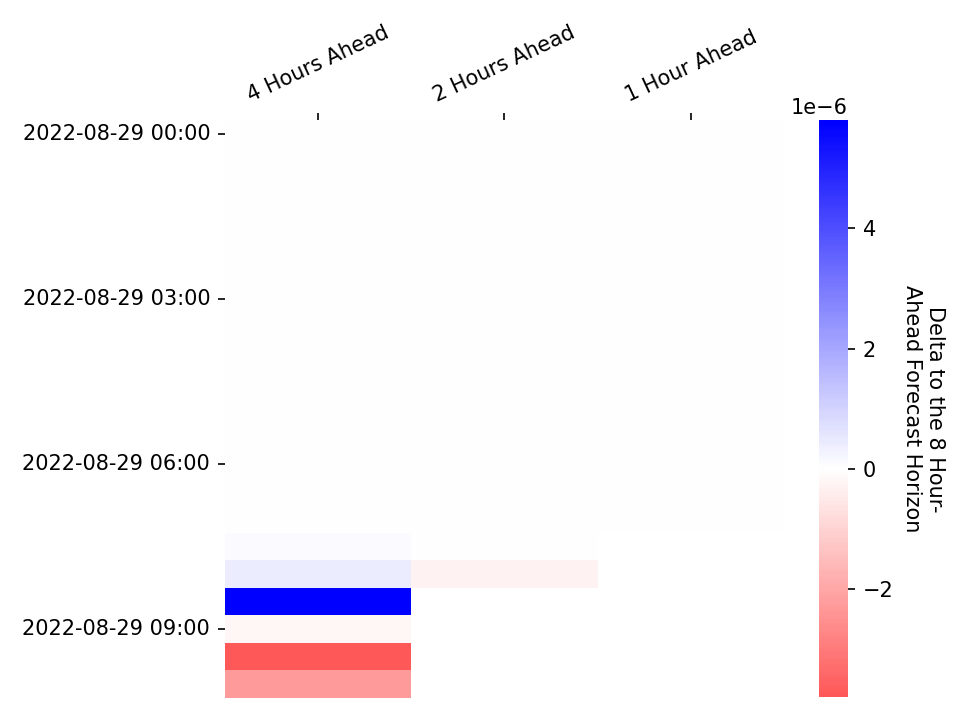 4 Hours Ahead
2 Hours Ahead
1 Hour Ahead
1e−6
2022-08-29 00:00
2022-08-29 03:00
2022-08-29 06:00
2022-08-29 09:00
4
2
0
−2
Delta to the 8 Hour-
Ahead Forecast Horizon